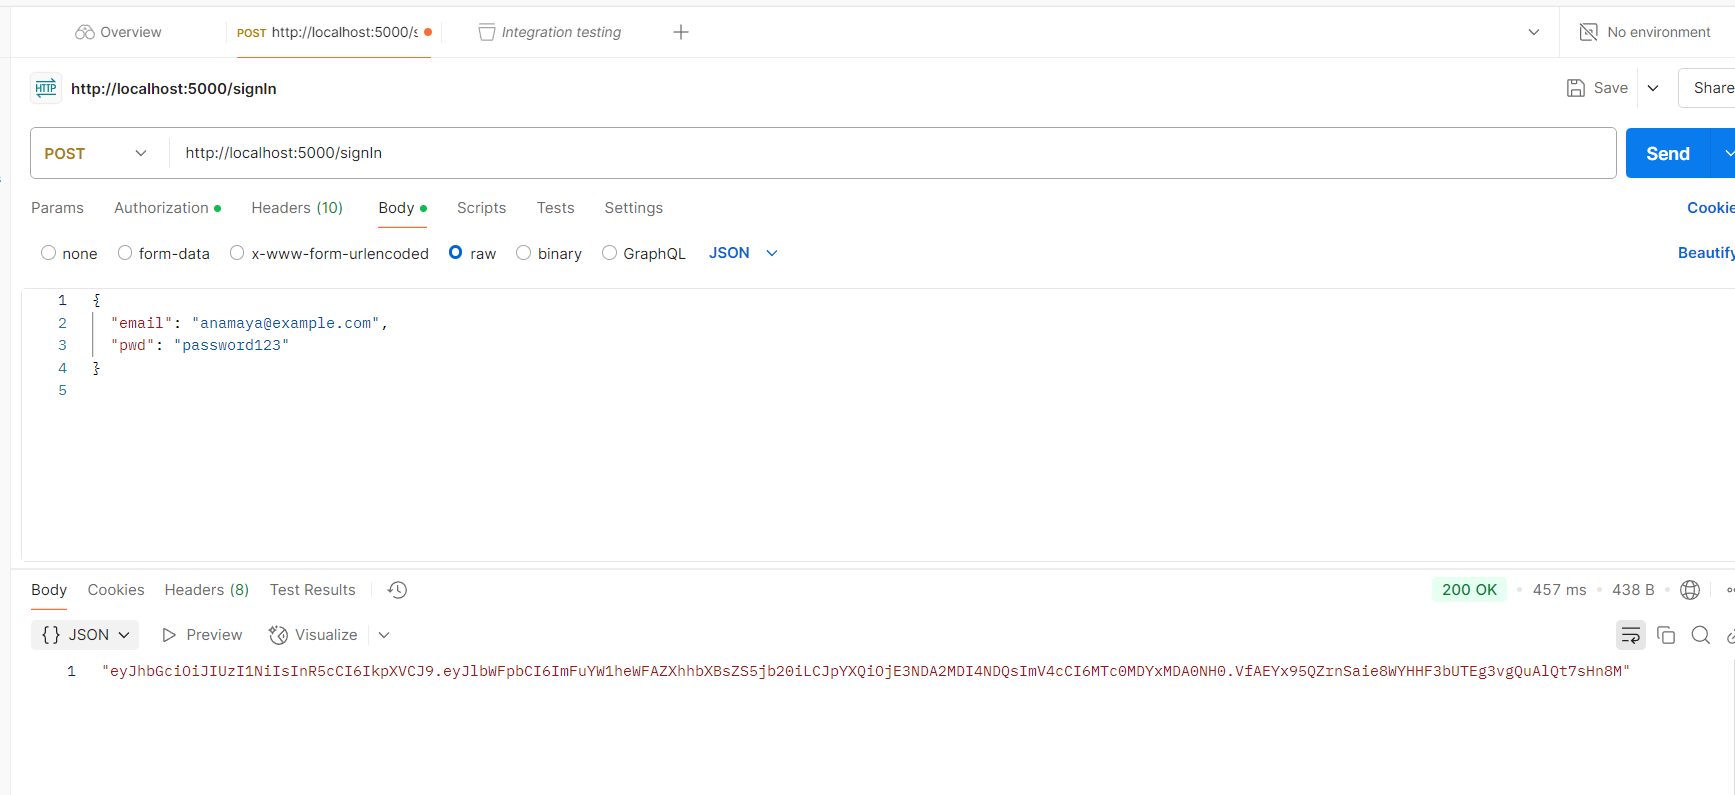 Overview POST http://localhost:5000/s Integration testing No environment
HTTP http://localhost:5000/signIn Save Share
POST http://localhost:5000/signIn Send
Params Authorization Headers (10) Body Scripts Tests Settings Cookie
none form-data x-www-form-urlencoded raw binary GraphQL JSON Beautify
1 {
2 "email": "anamaya@example.com",
3 "pwd": "password123"
4 }
5
Body Cookies Headers (8) Test Results 200 OK • 457 ms • 438 B
{} JSON Preview Visualize
1 "eyJhbGciOiJIUzI1NiIsInR5cCI6IkpXVCJ9.eyJlbWFpbCI6ImFuYW1heWFAZXhhbXBsZS5jb20iLCJpYXQiOjE3NDA2MDI4NDQsImV4cCI6MTc0MDYxMDA0NH0.VfAEYx95QZrnSaie8WYHHF3bUTEg3vgQuAlQt7sHn8M"